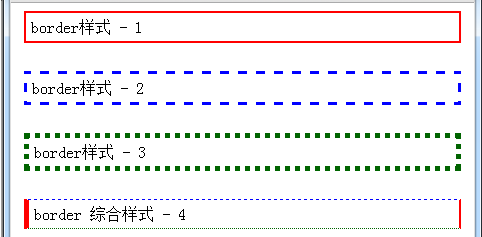 border样式 - 1
border样式 - 2
border样式 - 3
border 综合样式 - 4